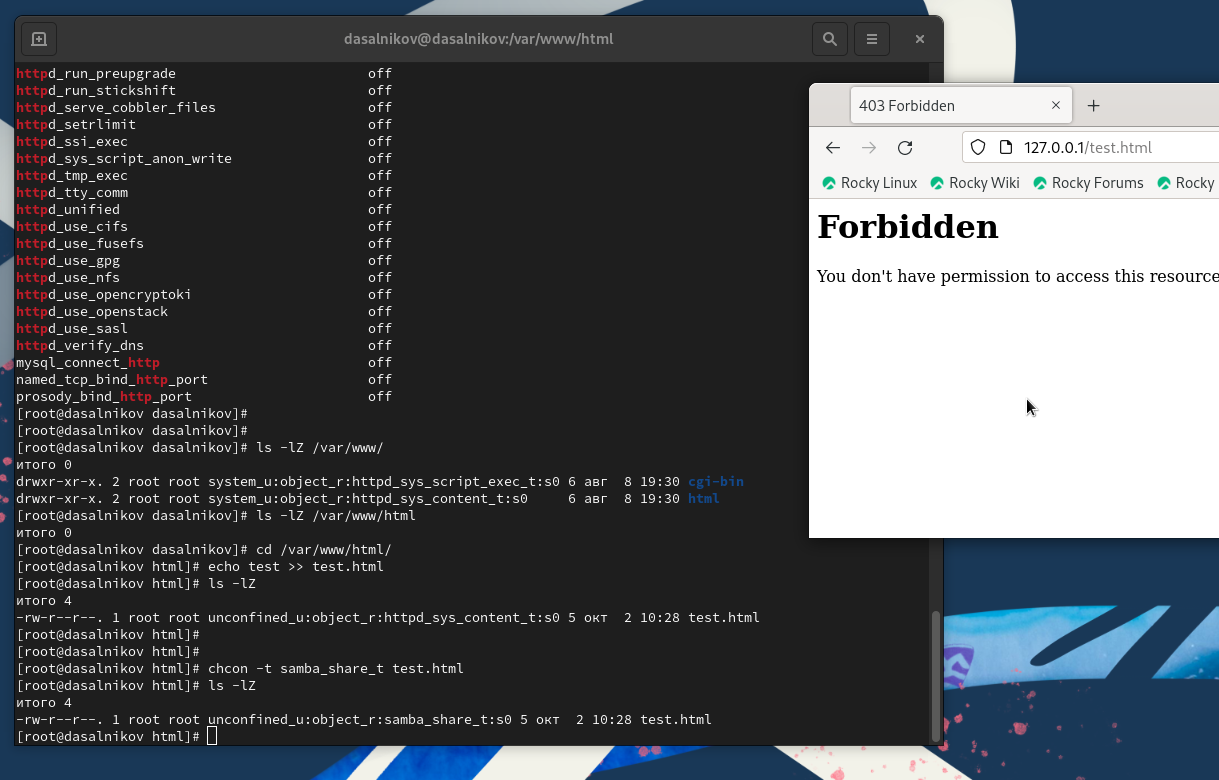 dasalnikov@dasalnikov:/var/www/html
httpd_run_preupgrade off
httpd_run_stickshift off
httpd_serve_cobbler_files off
httpd_setrlimit off
httpd_ssi_exec off
httpd_sys_script_anon_write off
httpd_tmp_exec off
httpd_tty_comm off
httpd_unified off
httpd_use_cifs off
httpd_use_fusefs off
httpd_use_gpg off
httpd_use_nfs off
httpd_use_opencryptoki off
httpd_use_openstack off
httpd_use_sasl off
httpd_verify_dns off
mysql_connect_http off
named_tcp_bind_http_port off
prosody_bind_http_port off
[root@dasalnikov dasalnikov]#
[root@dasalnikov dasalnikov]#
[root@dasalnikov dasalnikov]# ls -lZ /var/www/
итого 0
drwxr-xr-x. 2 root root system_u:object_r:httpd_sys_script_exec_t:s0 6 авг  8 19:30 cgi-bin
drwxr-xr-x. 2 root root system_u:object_r:httpd_sys_content_t:s0     6 авг  8 19:30 html
[root@dasalnikov dasalnikov]# ls -lZ /var/www/html
итого 0
[root@dasalnikov dasalnikov]# cd /var/www/html/
[root@dasalnikov html]# echo test >> test.html
[root@dasalnikov html]# ls -lZ
итого 4
-rw-r--r--. 1 root root unconfined_u:object_r:httpd_sys_content_t:s0 5 окт  2 10:28 test.html
[root@dasalnikov html]#
[root@dasalnikov html]#
[root@dasalnikov html]# chcon -t samba_share_t test.html
[root@dasalnikov html]# ls -lZ
итого 4
-rw-r--r--. 1 root root unconfined_u:object_r:samba_share_t:s0 5 окт  2 10:28 test.html
[root@dasalnikov html]#
403 Forbidden
127.0.0.1/test.html
Rocky Linux Rocky Wiki Rocky Forums Rocky
Forbidden
You don't have permission to access this resource